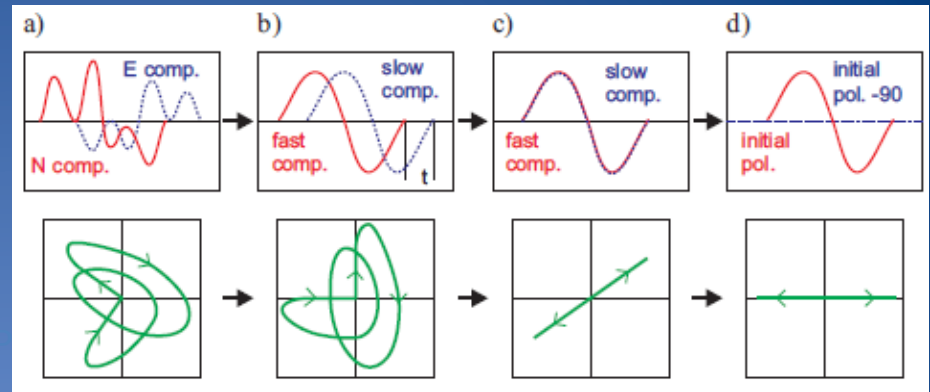 a)
b)
c)
d)
E comp.
N comp.
slow
comp.
fast
comp.
t
slow
comp.
fast
comp.
initial
pol. -90
initial
pol.